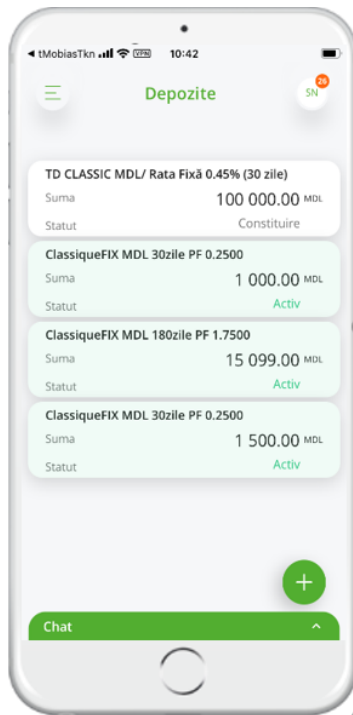 tMobiasTkn VPN 10:42
Depozite
SN
26
TD CLASSIC MDL/ Rata Fixă 0.45% (30 zile)
Suma 100 000.00 MDL
Statut Constituire
ClassiqueFIX MDL 30zile PF 0.2500
Suma 1 000.00 MDL
Statut Activ
ClassiqueFIX MDL 180zile PF 1.7500
Suma 15 099.00 MDL
Statut Activ
ClassiqueFIX MDL 30zile PF 0.2500
Suma 1 500.00 MDL
Statut Activ
+
Chat